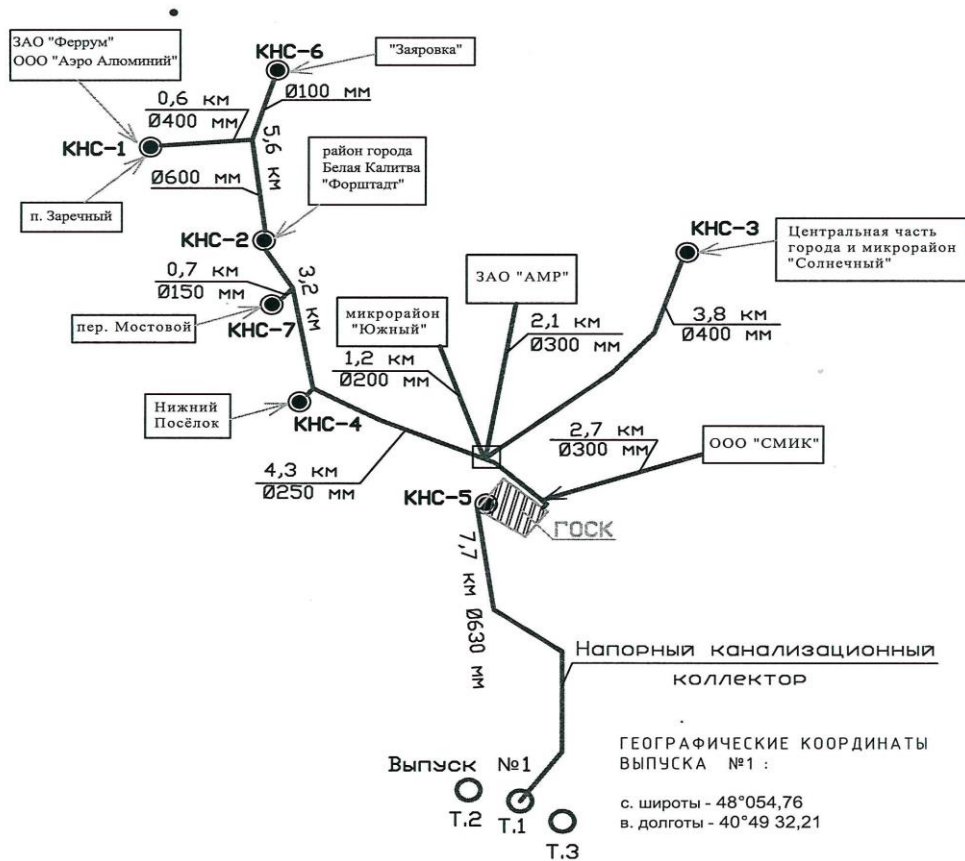 ЗАО "Феррум"
ООО "Аэро Алюминий"
КНС-6
"Заяровка"
0,6 км
Ø400 мм
Ø100 мм
КНС-1
5,6 км
район города
Белая Калитва
"Форштадт"
Ø600 мм
п. Заречный
КНС-2
КНС-3
Центральная часть
города и микрорайон
"Солнечный"
0,7 км
Ø150 мм
3,2 км
ЗАО "АМР"
пер. Мостовой
КНС-7
микрорайон
"Южный"
2,1 км
Ø300 мм
3,8 км
Ø400 мм
1,2 км
Ø200 мм
Нижний
Посёлок
КНС-4
2,7 км
Ø300 мм
ООО "СМИК"
4,3 км
Ø250 мм
КНС-5
ГОСК
7,7 км Ø630 мм
Напорный канализационный
коллектор
Выпуск №1
Т.2
Т.1
Т.3
ГЕОГРАФИЧЕСКИЕ КООРДИНАТЫ
ВЫПУСКА №1 :
с. широты - 48°054,76
в. долготы - 40°49 32,21